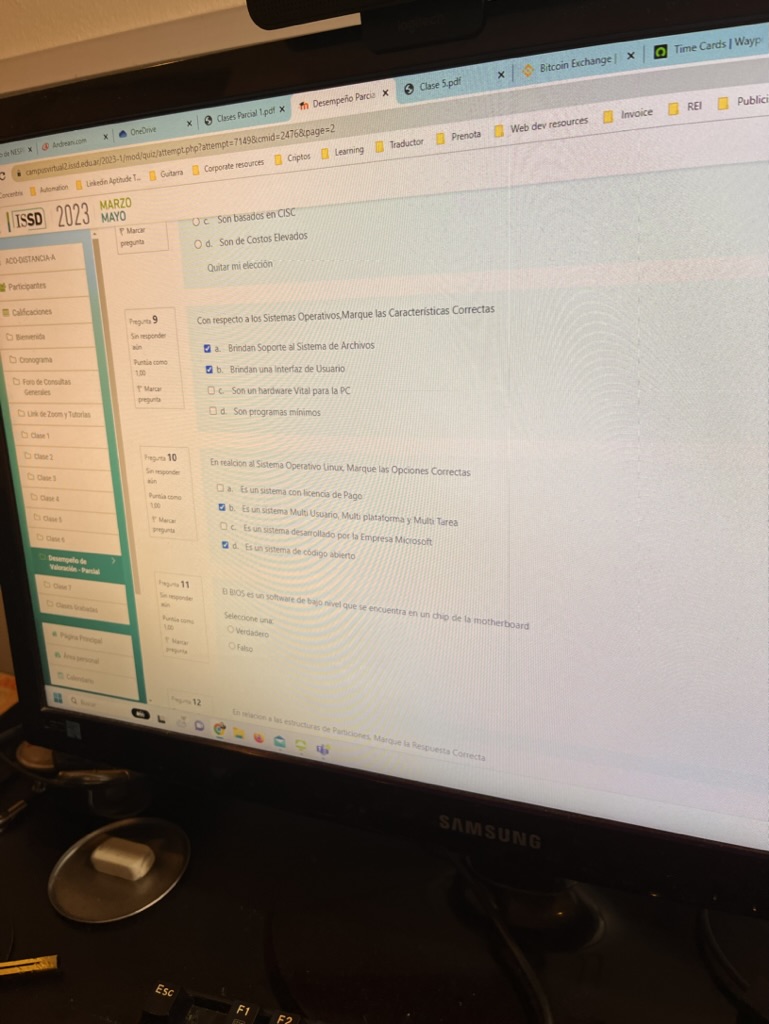 Andreani.com
OneDrive
Clases Parcial 1.pdf
Desempeño Parcia
Clase 5.pdf
Bitcoin Exchange |
Time Cards | Wayp
campusvirtual2.issd.edu.ar/2023-1/mod/quiz/attempt.php?attempt=7149&cmid=2476&page=2
Automation
Linkedin Aptitude T...
Guitarra
Corporate resources
Criptos
Learning
Traductor
Prenota
Web dev resources
Invoice
REI
Publici
ISSD 2023 MARZO
MAYO
ACO-DISTANCIA-A
Participantes
Calificaciones
Bienvenida
Cronograma
Foro de Consultas
Generales
Link de Zoom y Tutorías
Clase 1
Clase 2
Clase 3
Clase 4
Clase 5
Clase 6
Desempeño de
Valoración - Parcial
Clase 7
Clases Grabadas
Página Principal
Área personal
Calendario
Marcar
pregunta
c. Son basados en CISC
d. Son de Costos Elevados
Quitar mi elección
Pregunta 9
Sin responder
aún
Puntúa como
1,00
Marcar
pregunta
Con respecto a los Sistemas Operativos,Marque las Características Correctas
a. Brindan Soporte al Sistema de Archivos
b. Brindan una Interfaz de Usuario
c. Son un hardware Vital para la PC
d. Son programas mínimos
Pregunta 10
Sin responder
aún
Puntúa como
1,00
Marcar
pregunta
En realcion al Sistema Operativo Linux, Marque las Opciones Correctas
a. Es un sistema con licencia de Pago
b. Es un sistema Multi Usuario, Multi plataforma y Multi Tarea
c. Es un sistema desarrollado por la Empresa Microsoft
d. Es un sistema de código abierto
Pregunta 11
Sin responder
aún
Puntúa como
1,00
Marcar
pregunta
El BIOS es un software de bajo nivel que se encuentra en un chip de la motherboard
Seleccione una:
Verdadero
Falso
Pregunta 12
En relacion a las estructuras de Particiones, Marque la Respuesta Correcta
SAMSUNG
Esc
F1
F2